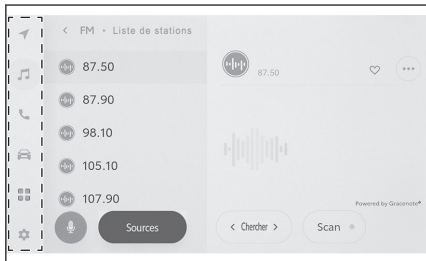 < FM • Liste de stations
87.50
87.90
98.10
105.10
107.90
Sources
87.50
Powered by Gracenote®
< Chercher >
Scan